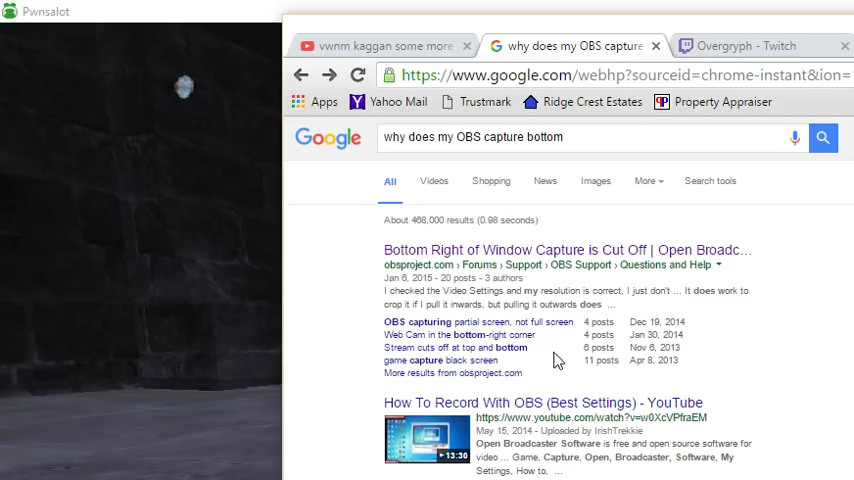 Pwnsalot
vwnm kaggan some more
why does my OBS capture
Overgryph - Twitch
https://www.google.com/webhp?sourceid=chrome-instant&ion=
Apps
Yahoo Mail
Trustmark
Ridge Crest Estates
Property Appraiser
Google
why does my OBS capture bottom
All Videos Shopping News Images More Search tools
About 468,000 results (0.98 seconds)
Bottom Right of Window Capture is Cut Off | Open Broadc...
obsproject.com › Forums › Support › OBS Support › Questions and Help
Jan 6, 2015 - 20 posts - 3 authors
I checked the Video Settings and my resolution is correct, I just don't ... It does work to
crop it if I pull it inwards, but pulling it outwards does ...
OBS capturing partial screen, not full screen 4 posts Dec 19, 2014
Web Cam in the bottom-right corner 4 posts Jan 30, 2014
Stream cuts off at top and bottom 6 posts Nov 6, 2013
game capture black screen 11 posts Apr 8, 2013
More results from obsproject.com
How To Record With OBS (Best Settings) - YouTube
https://www.youtube.com/watch?v=w0XcVPfraEM
May 15, 2014 - Uploaded by IrishTrekkie
Open Broadcaster Software is free and open source software for
video ... Game, Capture, Open, Broadcaster, Software, My
Settings, How to, ...
13:30